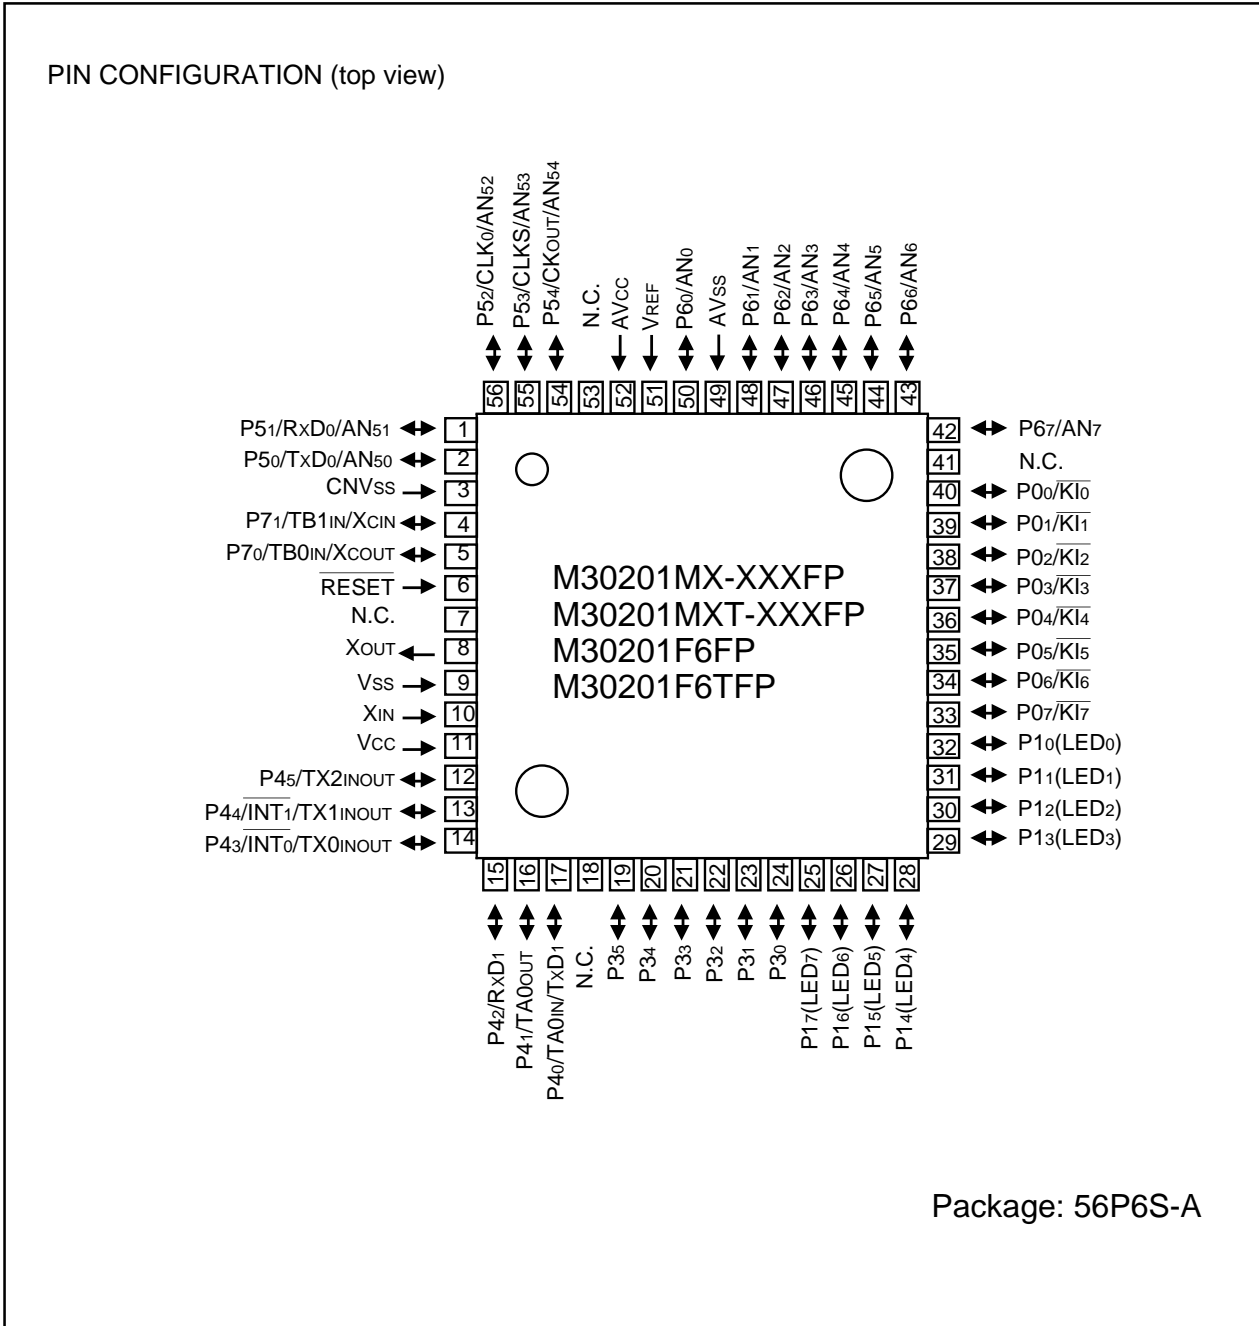 PIN CONFIGURATION (top view)
P52/CLK0/AN52
P53/CLKS/AN53
P54/CKOUT/AN54
N.C.
AVCC
VREF
P60/AN0
AVSS
P61/AN1
P62/AN2
P63/AN3
P64/AN4
P65/AN5
P66/AN6
56 55 54 53 52 51 50 49 48 47 46 45 44 43
P51/RXD0/AN51 1
P50/TXD0/AN50 2
CNVSS 3
P71/TB1IN/XCIN 4
P70/TB0IN/XCOUT 5
RESET 6
N.C. 7
XOUT 8
VSS 9
XIN 10
VCC 11
P45/TX2INOUT 12
P44/INT1/TX1INOUT 13
P43/INT0/TX0INOUT 14
M30201MX-XXXFP
M30201MXT-XXXFP
M30201F6FP
M30201F6TFP
42 P67/AN7
41 N.C.
40 P00/KI0
39 P01/KI1
38 P02/KI2
37 P03/KI3
36 P04/KI4
35 P05/KI5
34 P06/KI6
33 P07/KI7
32 P10(LED0)
31 P11(LED1)
30 P12(LED2)
29 P13(LED3)
15 16 17 18 19 20 21 22 23 24 25 26 27 28
P42/RXD1
P41/TA0OUT
P40/TA0IN/TXD1
N.C.
P35
P34
P33
P32
P31
P30
P17(LED7)
P16(LED6)
P15(LED5)
P14(LED4)
Package: 56P6S-A